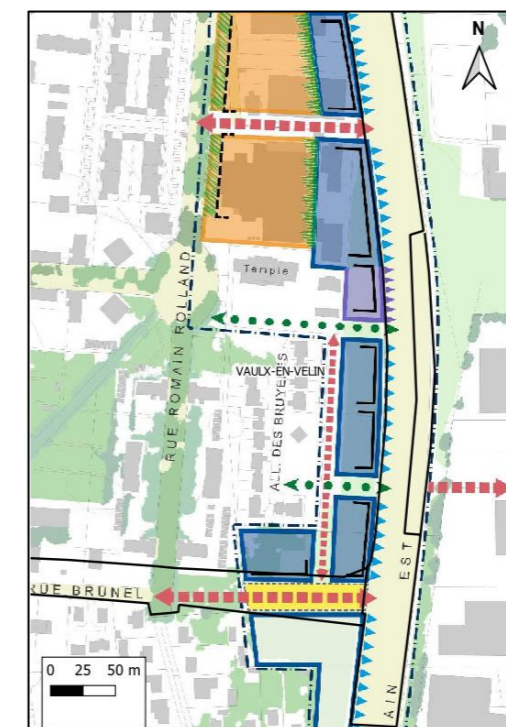 N
Temple
RUE ROMAIN ROLLAND
VAULX-EN-VELIN
ALL. DES BRUYÈRES
EST
RUE BRUNEL
0 25 50 m
AIN